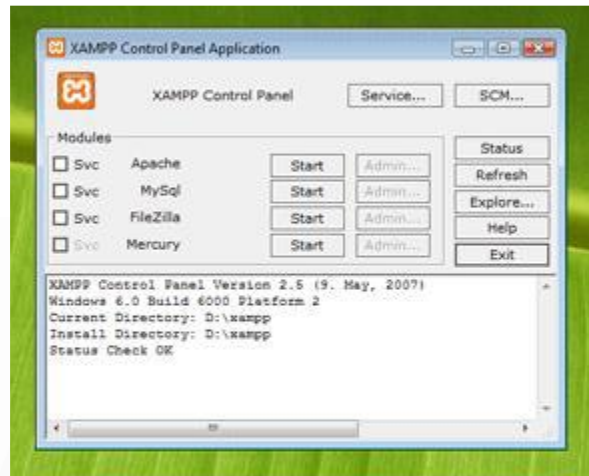 XAMPP Control Panel Application
XAMPP Control Panel Service... SCM...
Modules
Svc Apache Start Admin...
Svc MySql Start Admin...
Svc FileZilla Start Admin...
Svc Mercury Start Admin...
Status
Refresh
Explore...
Help
Exit
XAMPP Control Panel Version 2.5 (9. May, 2007)
Windows 6.0 Build 6000 Platform 2
Current Directory: D:\xampp
Install Directory: D:\xampp
Status Check OK